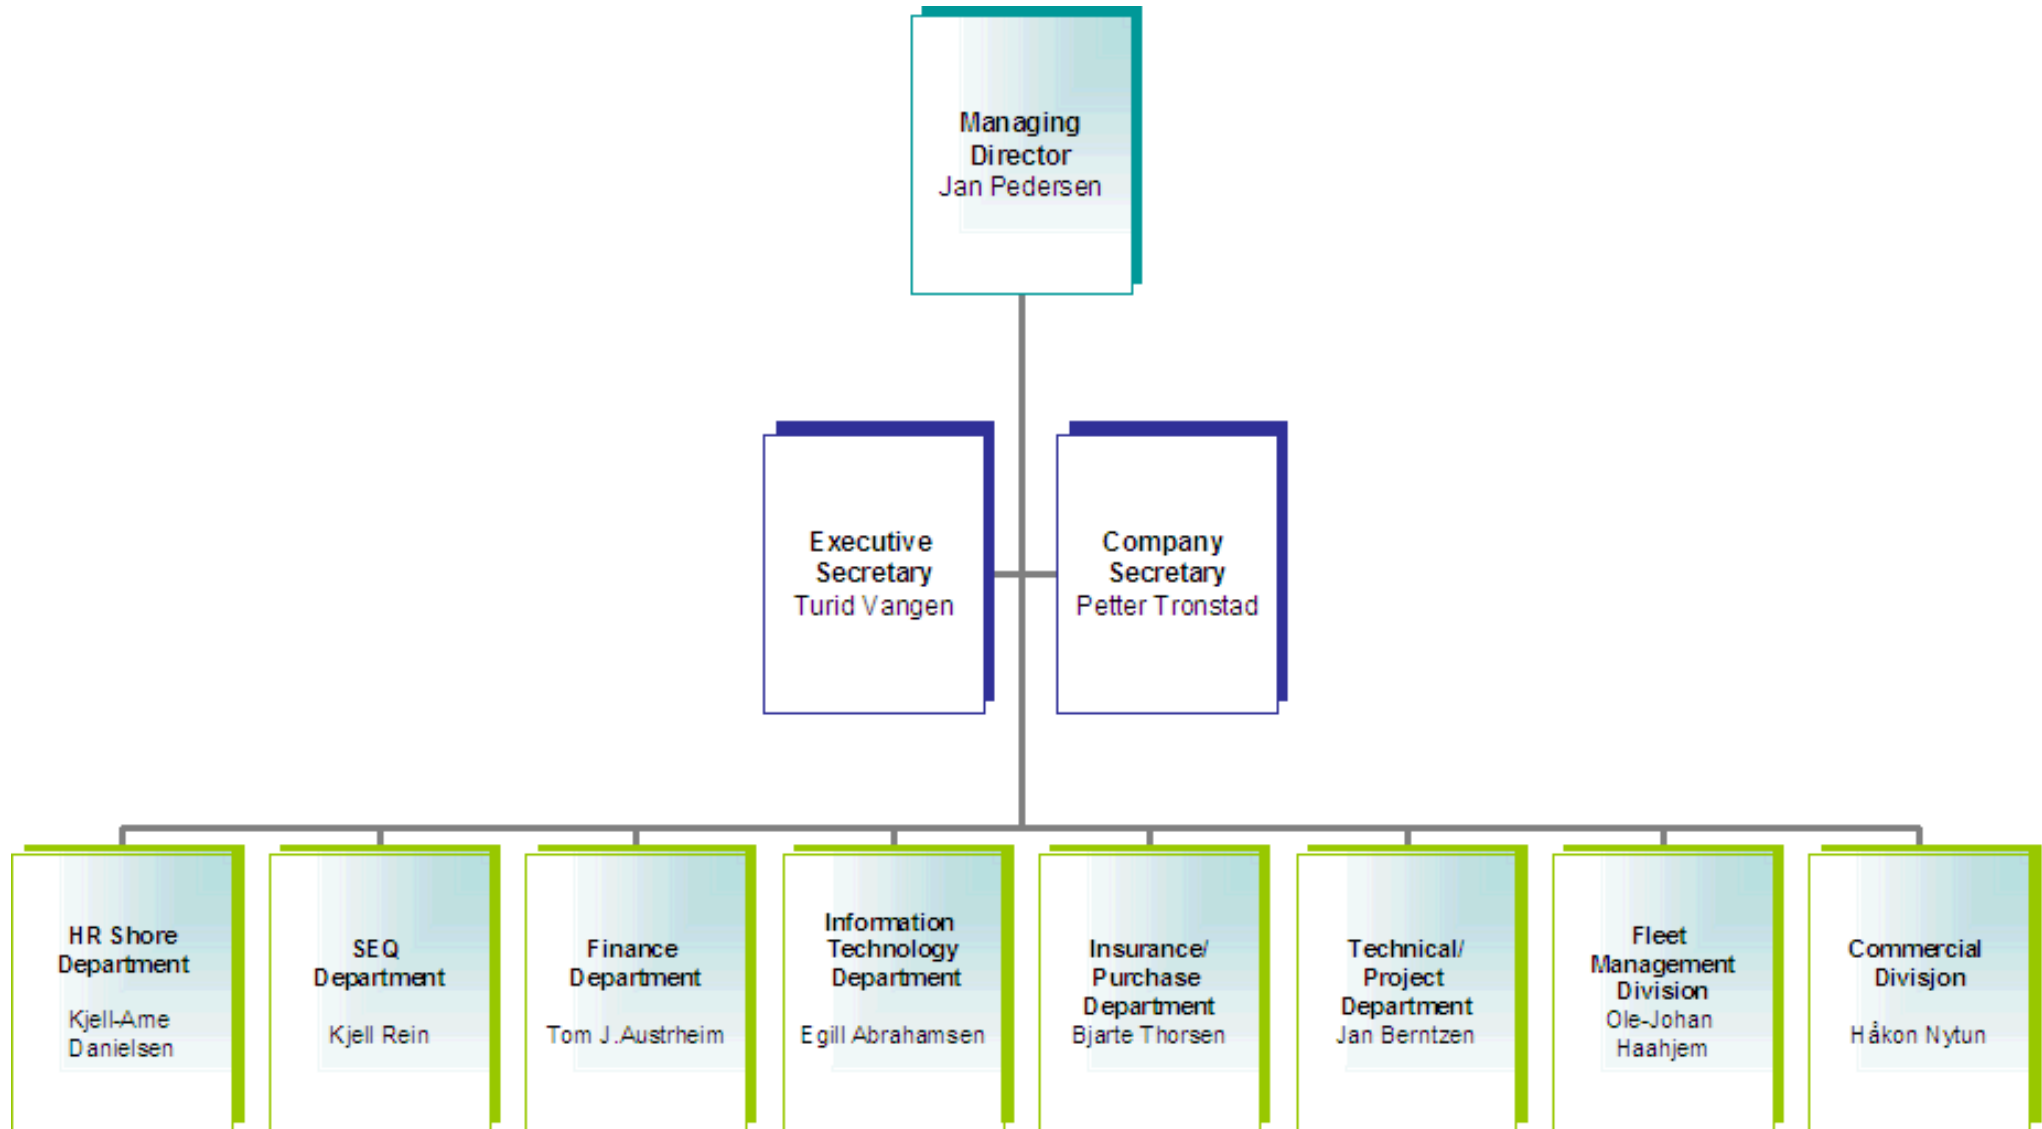 Managing
Director
Jan Pedersen
Executive
Secretary
Turid Vangen
Company
Secretary
Petter Tronstad
HR Shore
Department
Kjell-Arne
Danielsen
SEQ
Department
Kjell Rein
Finance
Department
Tom J.Austrheim
Information
Technology
Department
Egill Abrahamsen
Insurance/
Purchase
Department
Bjarte Thorsen
Technical/
Project
Department
Jan Berntzen
Fleet
Management
Division
Ole-Johan
Haahjem
Commercial
Divisjon
Håkon Nytun